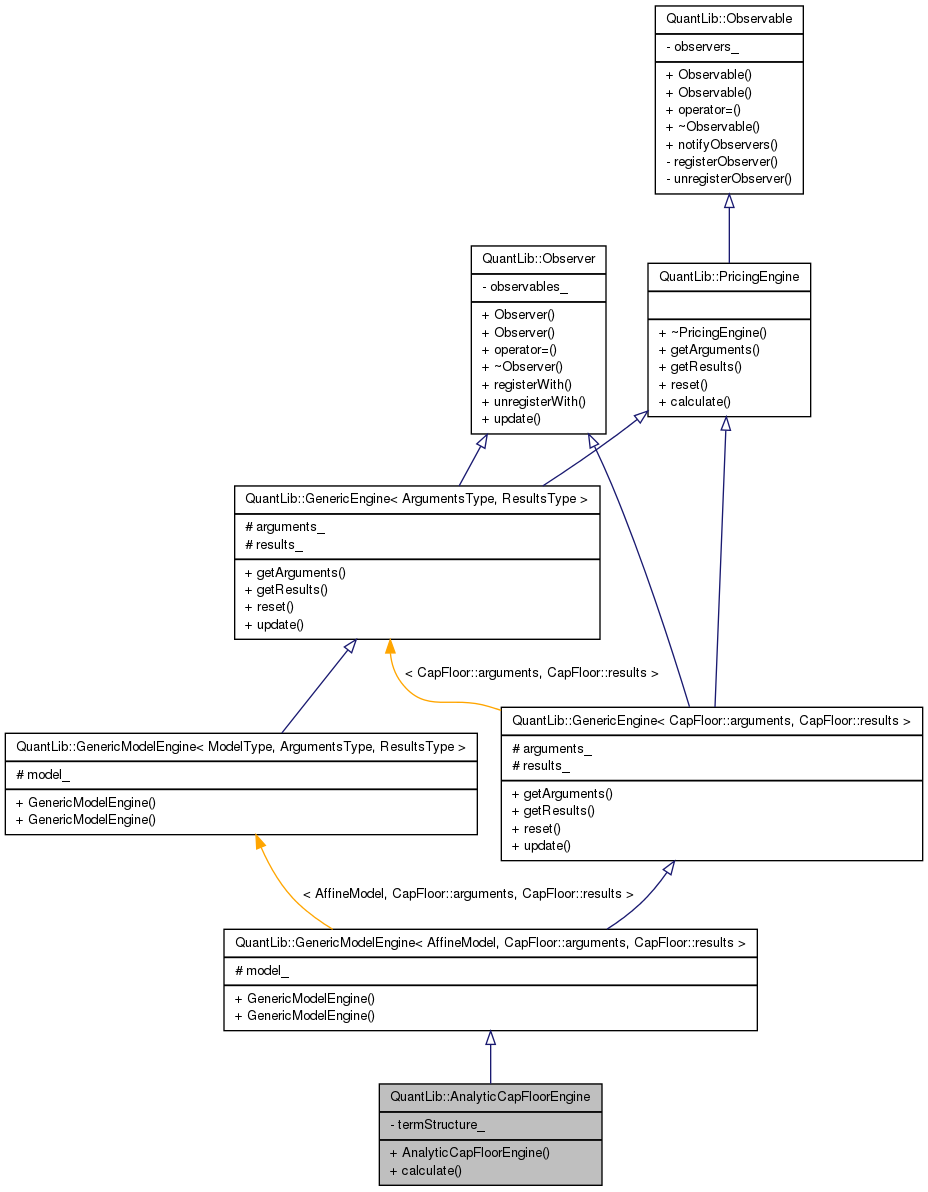 QuantLib::Observable
- observers_
+ Observable()
+ Observable()
+ operator=()
+ ~Observable()
+ notifyObservers()
- registerObserver()
- unregisterObserver()
QuantLib::Observer
- observables_
+ Observer()
+ Observer()
+ operator=()
+ ~Observer()
+ registerWith()
+ unregisterWith()
+ update()
QuantLib::PricingEngine
+ ~PricingEngine()
+ getArguments()
+ getResults()
+ reset()
+ calculate()
QuantLib::GenericEngine< ArgumentsType, ResultsType >
# arguments_
# results_
+ getArguments()
+ getResults()
+ reset()
+ update()
< CapFloor::arguments, CapFloor::results >
QuantLib::GenericEngine< CapFloor::arguments, CapFloor::results >
# arguments_
# results_
+ getArguments()
+ getResults()
+ reset()
+ update()
QuantLib::GenericModelEngine< ModelType, ArgumentsType, ResultsType >
# model_
+ GenericModelEngine()
+ GenericModelEngine()
< AffineModel, CapFloor::arguments, CapFloor::results >
QuantLib::GenericModelEngine< AffineModel, CapFloor::arguments, CapFloor::results >
# model_
+ GenericModelEngine()
+ GenericModelEngine()
QuantLib::AnalyticCapFloorEngine
- termStructure_
+ AnalyticCapFloorEngine()
+ calculate()